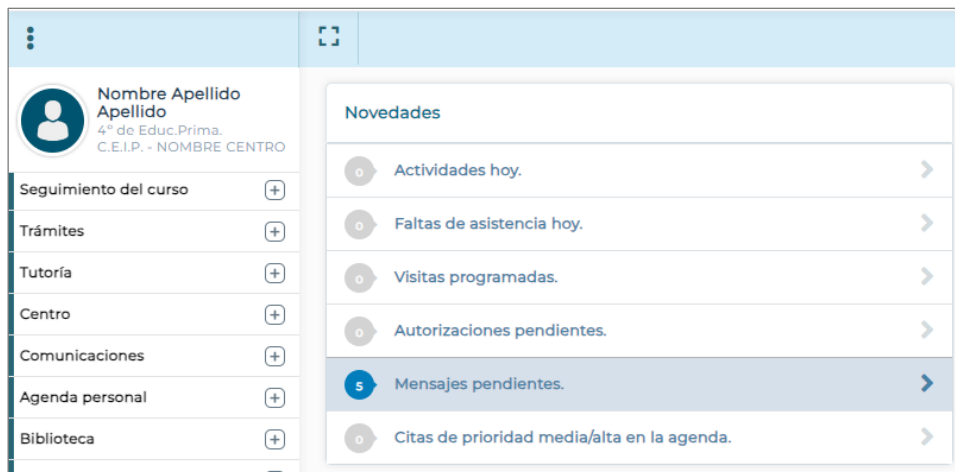 Nombre Apellido
Apellido
4º de Educ.Prima.
C.E.I.P. - NOMBRE CENTRO
Seguimiento del curso
Trámites
Tutoría
Centro
Comunicaciones
Agenda personal
Biblioteca
Novedades
0 Actividades hoy.
0 Faltas de asistencia hoy.
0 Visitas programadas.
0 Autorizaciones pendientes.
5 Mensajes pendientes.
0 Citas de prioridad media/alta en la agenda.